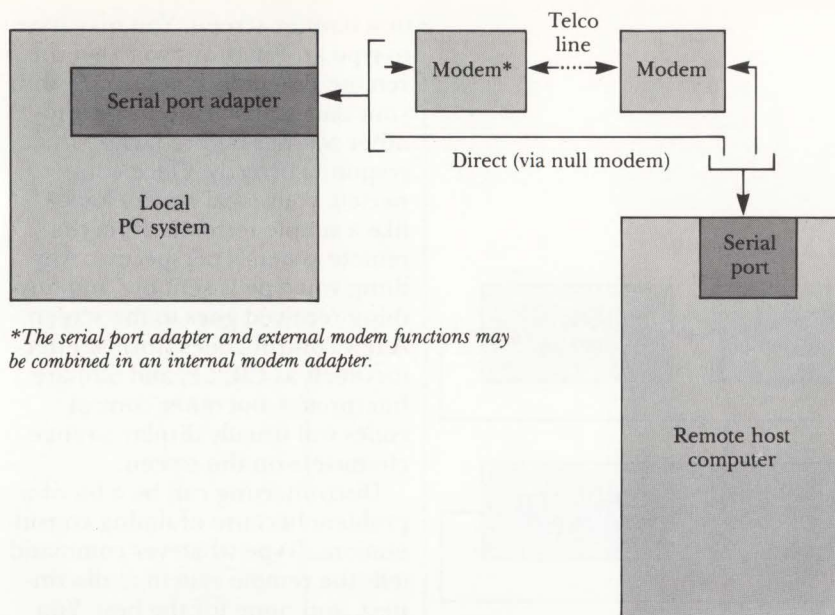 Telco
line
Modem*
Modem
Serial port adapter
Direct (via null modem)
Local
PC system
Serial
port
*The serial port adapter and external modem functions may
be combined in an internal modem adapter.
Remote host
computer